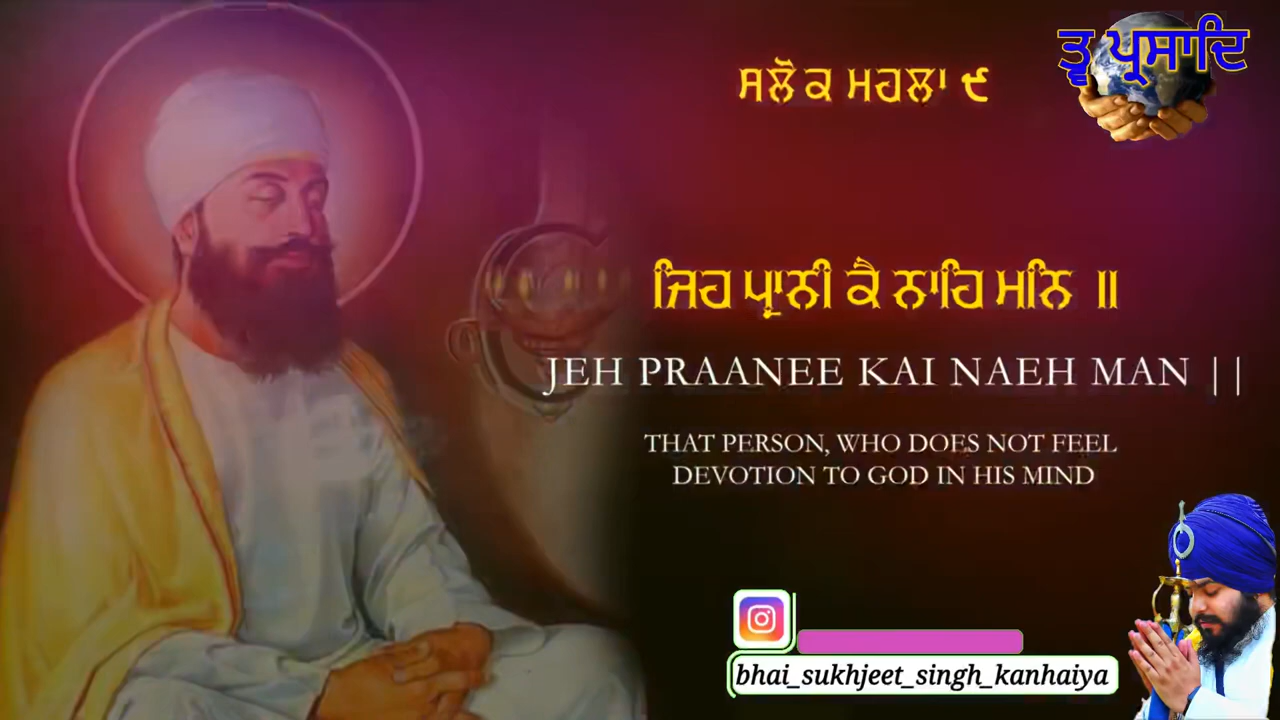 ਤ੍ਵ ਪ੍ਰਸਾਦਿ
ਸਲੋਕ ਮਹਲਾ ੯
ਜਿਹ ਪ੍ਰਾਨੀ ਕੈ ਨਾਹਿ ਮਨਿ ॥
JEH PRAANEE KAI NAEH MAN ||
THAT PERSON, WHO DOES NOT FEEL
DEVOTION TO GOD IN HIS MIND
bhai_sukhjeet_singh_kanhaiya